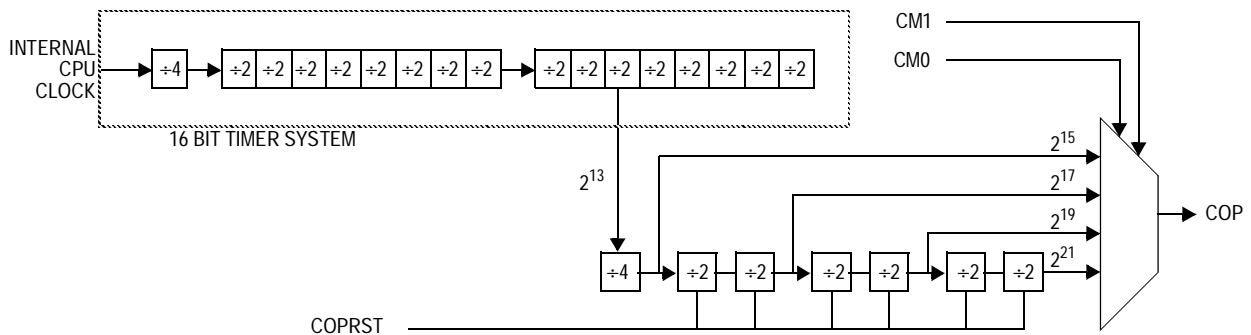 CM1
INTERNAL
CPU
CLOCK
÷4 ÷2 ÷2 ÷2 ÷2 ÷2 ÷2 ÷2 ÷2 ÷2 ÷2 ÷2 ÷2 ÷2 ÷2 ÷2 ÷2
CM0
16 BIT TIMER SYSTEM
2^15
2^13
2^17
COP
2^19
÷4 ÷2 ÷2 ÷2 ÷2 ÷2 ÷2 2^21
COPRST